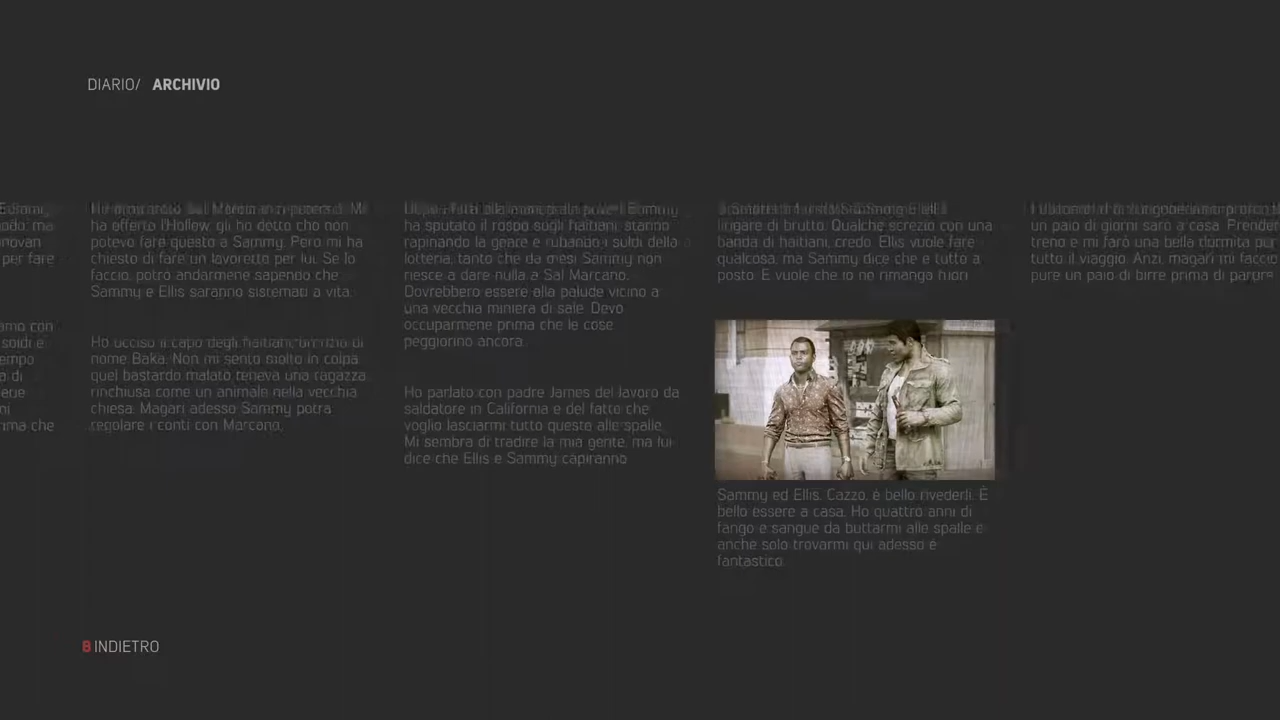 DIARIO/ ARCHIVIO
per fare
amo con
soldi e
di
ima che
ha offerto l'Hollow, gli ho detto che non
potevo fare questo a Sammy. Però mi ha
chiesto di fare un lavoretto per lui. Se lo
faccio, potrò andarmene sapendo che
Sammy e Ellis saranno sistemati a vita.
Ho ucciso il capo degli haitiani, un tizio di
nome Baka. Non mi sento molto in colpa:
quel bastardo malato teneva una ragazza
rinchiusa come un animale nella vecchia
chiesa. Magari adesso Sammy potrà
regolare i conti con Marcano.
ha sputato il rospo sugli haitiani: stanno
rapinando la gente e rubando i soldi della
lotteria, tanto che da mesi Sammy non
riesce a dare nulla a Sal Marcano.
Dovrebbero essere alla palude vicino a
una vecchia miniera di sale. Devo
occuparmene prima che le cose
peggiorino ancora.
Ho parlato con padre James del lavoro da
saldatore in California e del fatto che
voglio lasciarmi tutto questo alle spalle.
Mi sembra di tradire la mia gente, ma lui
dice che Ellis e Sammy capiranno.
di brutto. Qualche screzio con una
banda di haitiani, credo. Ellis vuole fare
qualcosa, ma Sammy dice che è tutto a
posto. E vuole che io ne rimanga fuori.
Sammy ed Ellis. Cazzo, è bello rivederli. È
bello essere a casa. Ho quattro anni di
fango e sangue da buttarmi alle spalle e
anche solo trovarmi qui adesso è
fantastico.
un paio di giorni sarò a casa. Prender
treno e mi farò una bella dormita per
tutto il viaggio. Anzi, magari mi faccio
pure un paio di birre prima di partire.
B INDIETRO